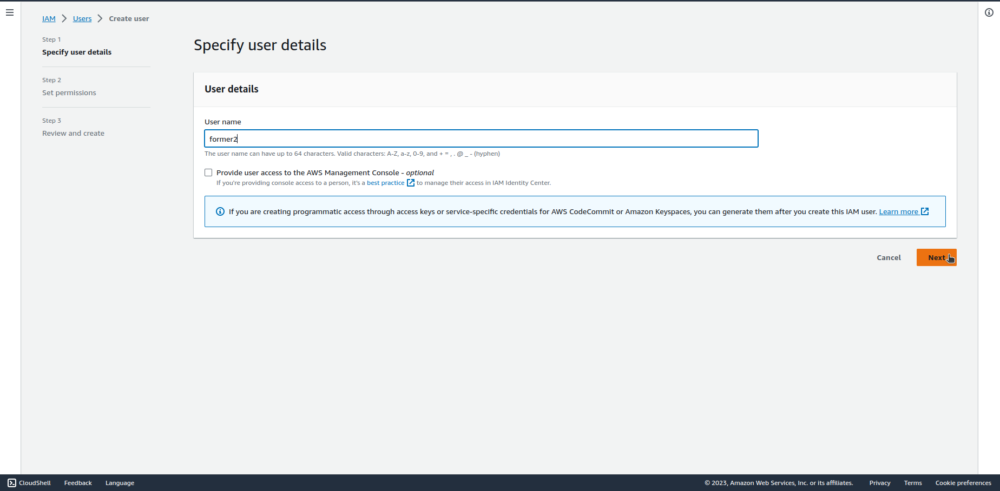 IAM > Users > Create user
Step 1
Specify user details
Step 2
Set permissions
Step 3
Review and create
Specify user details
User details
User name
former2
The user name can have up to 64 characters. Valid characters: A-Z, a-z, 0-9, and + = , . @ _ - (hyphen)
Provide user access to the AWS Management Console - optional
If you're providing console access to a person, it's a best practice to manage their access in IAM Identity Center.
If you are creating programmatic access through access keys or service-specific credentials for AWS CodeCommit or Amazon Keyspaces, you can generate them after you create this IAM user. Learn more
Cancel Next
CloudShell Feedback Language © 2023, Amazon Web Services, Inc. or its affiliates. Privacy Terms Cookie preferences